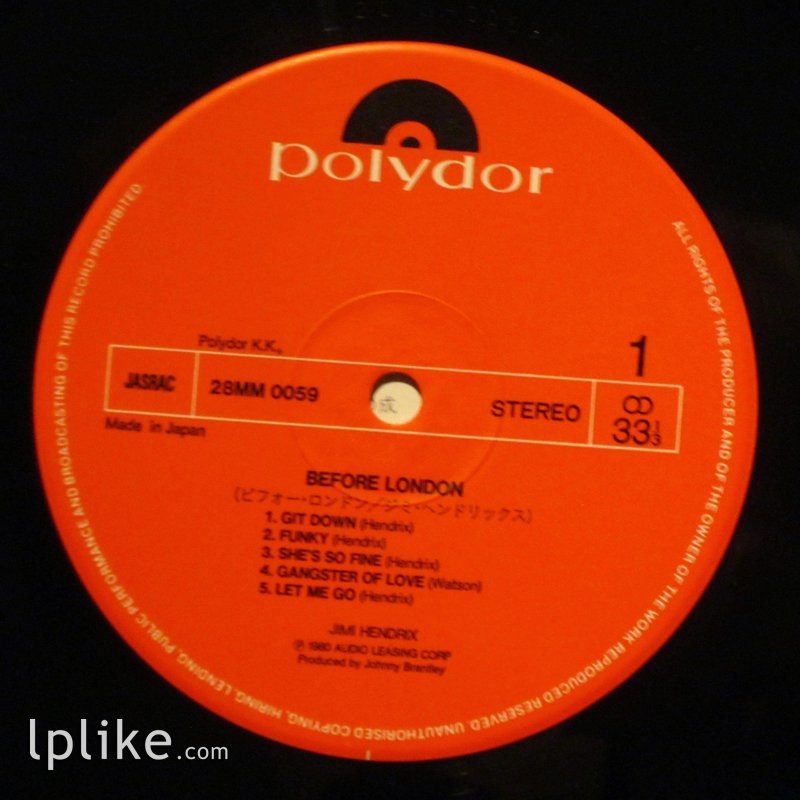 polydor
Polydor K.K.
JASRAC
28MM 0059
STEREO
1
33 1/3
Made in Japan
BEFORE LONDON
(ビフォー・ロンドン/ジミ・ヘンドリックス)
1. GIT DOWN (Hendrix)
2. FUNKY (Hendrix)
3. SHE'S SO FINE (Hendrix)
4. GANGSTER OF LOVE (Watson)
5. LET ME GO (Hendrix)
JIMI HENDRIX
℗ 1980 AUDIO LEASING CORP
Produced by Johnny Brantley
ALL RIGHTS OF THE PRODUCER AND OF THE OWNER OF THE WORK REPRODUCED RESERVED. UNAUTHORISED COPYING, HIRING, LENDING, PUBLIC PERFORMANCE AND BROADCASTING OF THIS RECORD PROHIBITED.
lplike.com